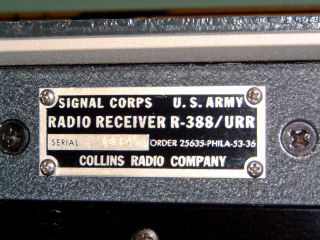 SIGNAL CORPS U.S. ARMY
RADIO RECEIVER R-388/URR
SERIAL ORDER 25635-PHILA-53-36
COLLINS RADIO COMPANY